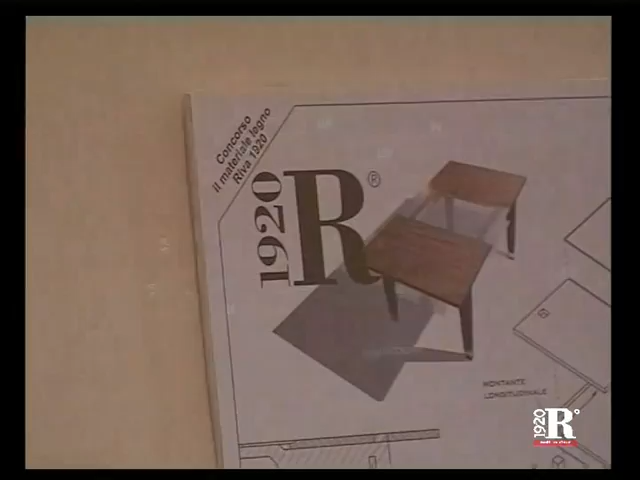 Concorso
il materiale legno
Riva 1920
1920
R®
MONTANTE
LONGITUDINALE
1920
R